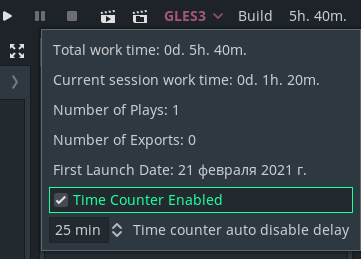 GLES3 Build 5h. 40m.
Total work time: 0d. 5h. 40m.
Current session work time: 0d. 1h. 20m.
Number of Plays: 1
Number of Exports: 0
First Launch Date: 21 февраля 2021 г.
Time Counter Enabled
25 min Time counter auto disable delay